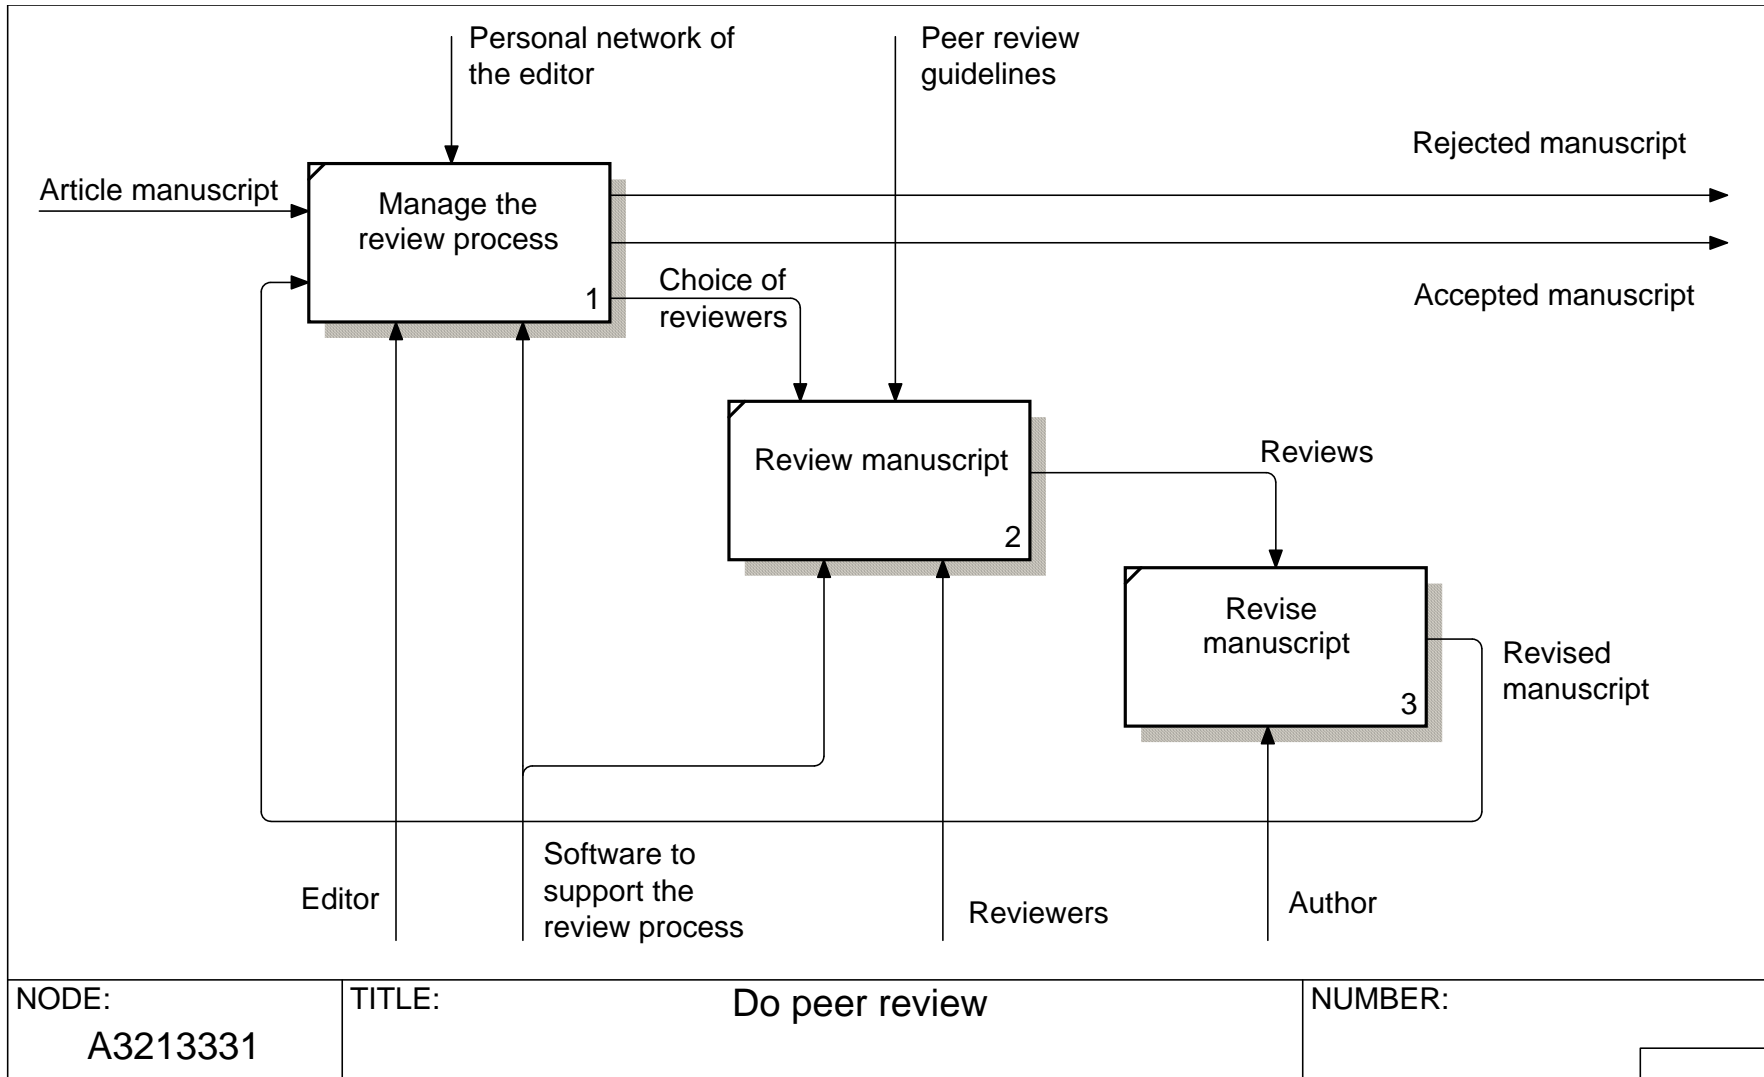 Personal network of
the editor
Peer review
guidelines
Rejected manuscript
Article manuscript
Manage the
review process
1
Choice of
reviewers
Accepted manuscript
Review manuscript
2
Reviews
Revise
manuscript
3
Revised
manuscript
Editor
Software to
support the
review process
Reviewers
Author
NODE:
A3213331
TITLE:
Do peer review
NUMBER: